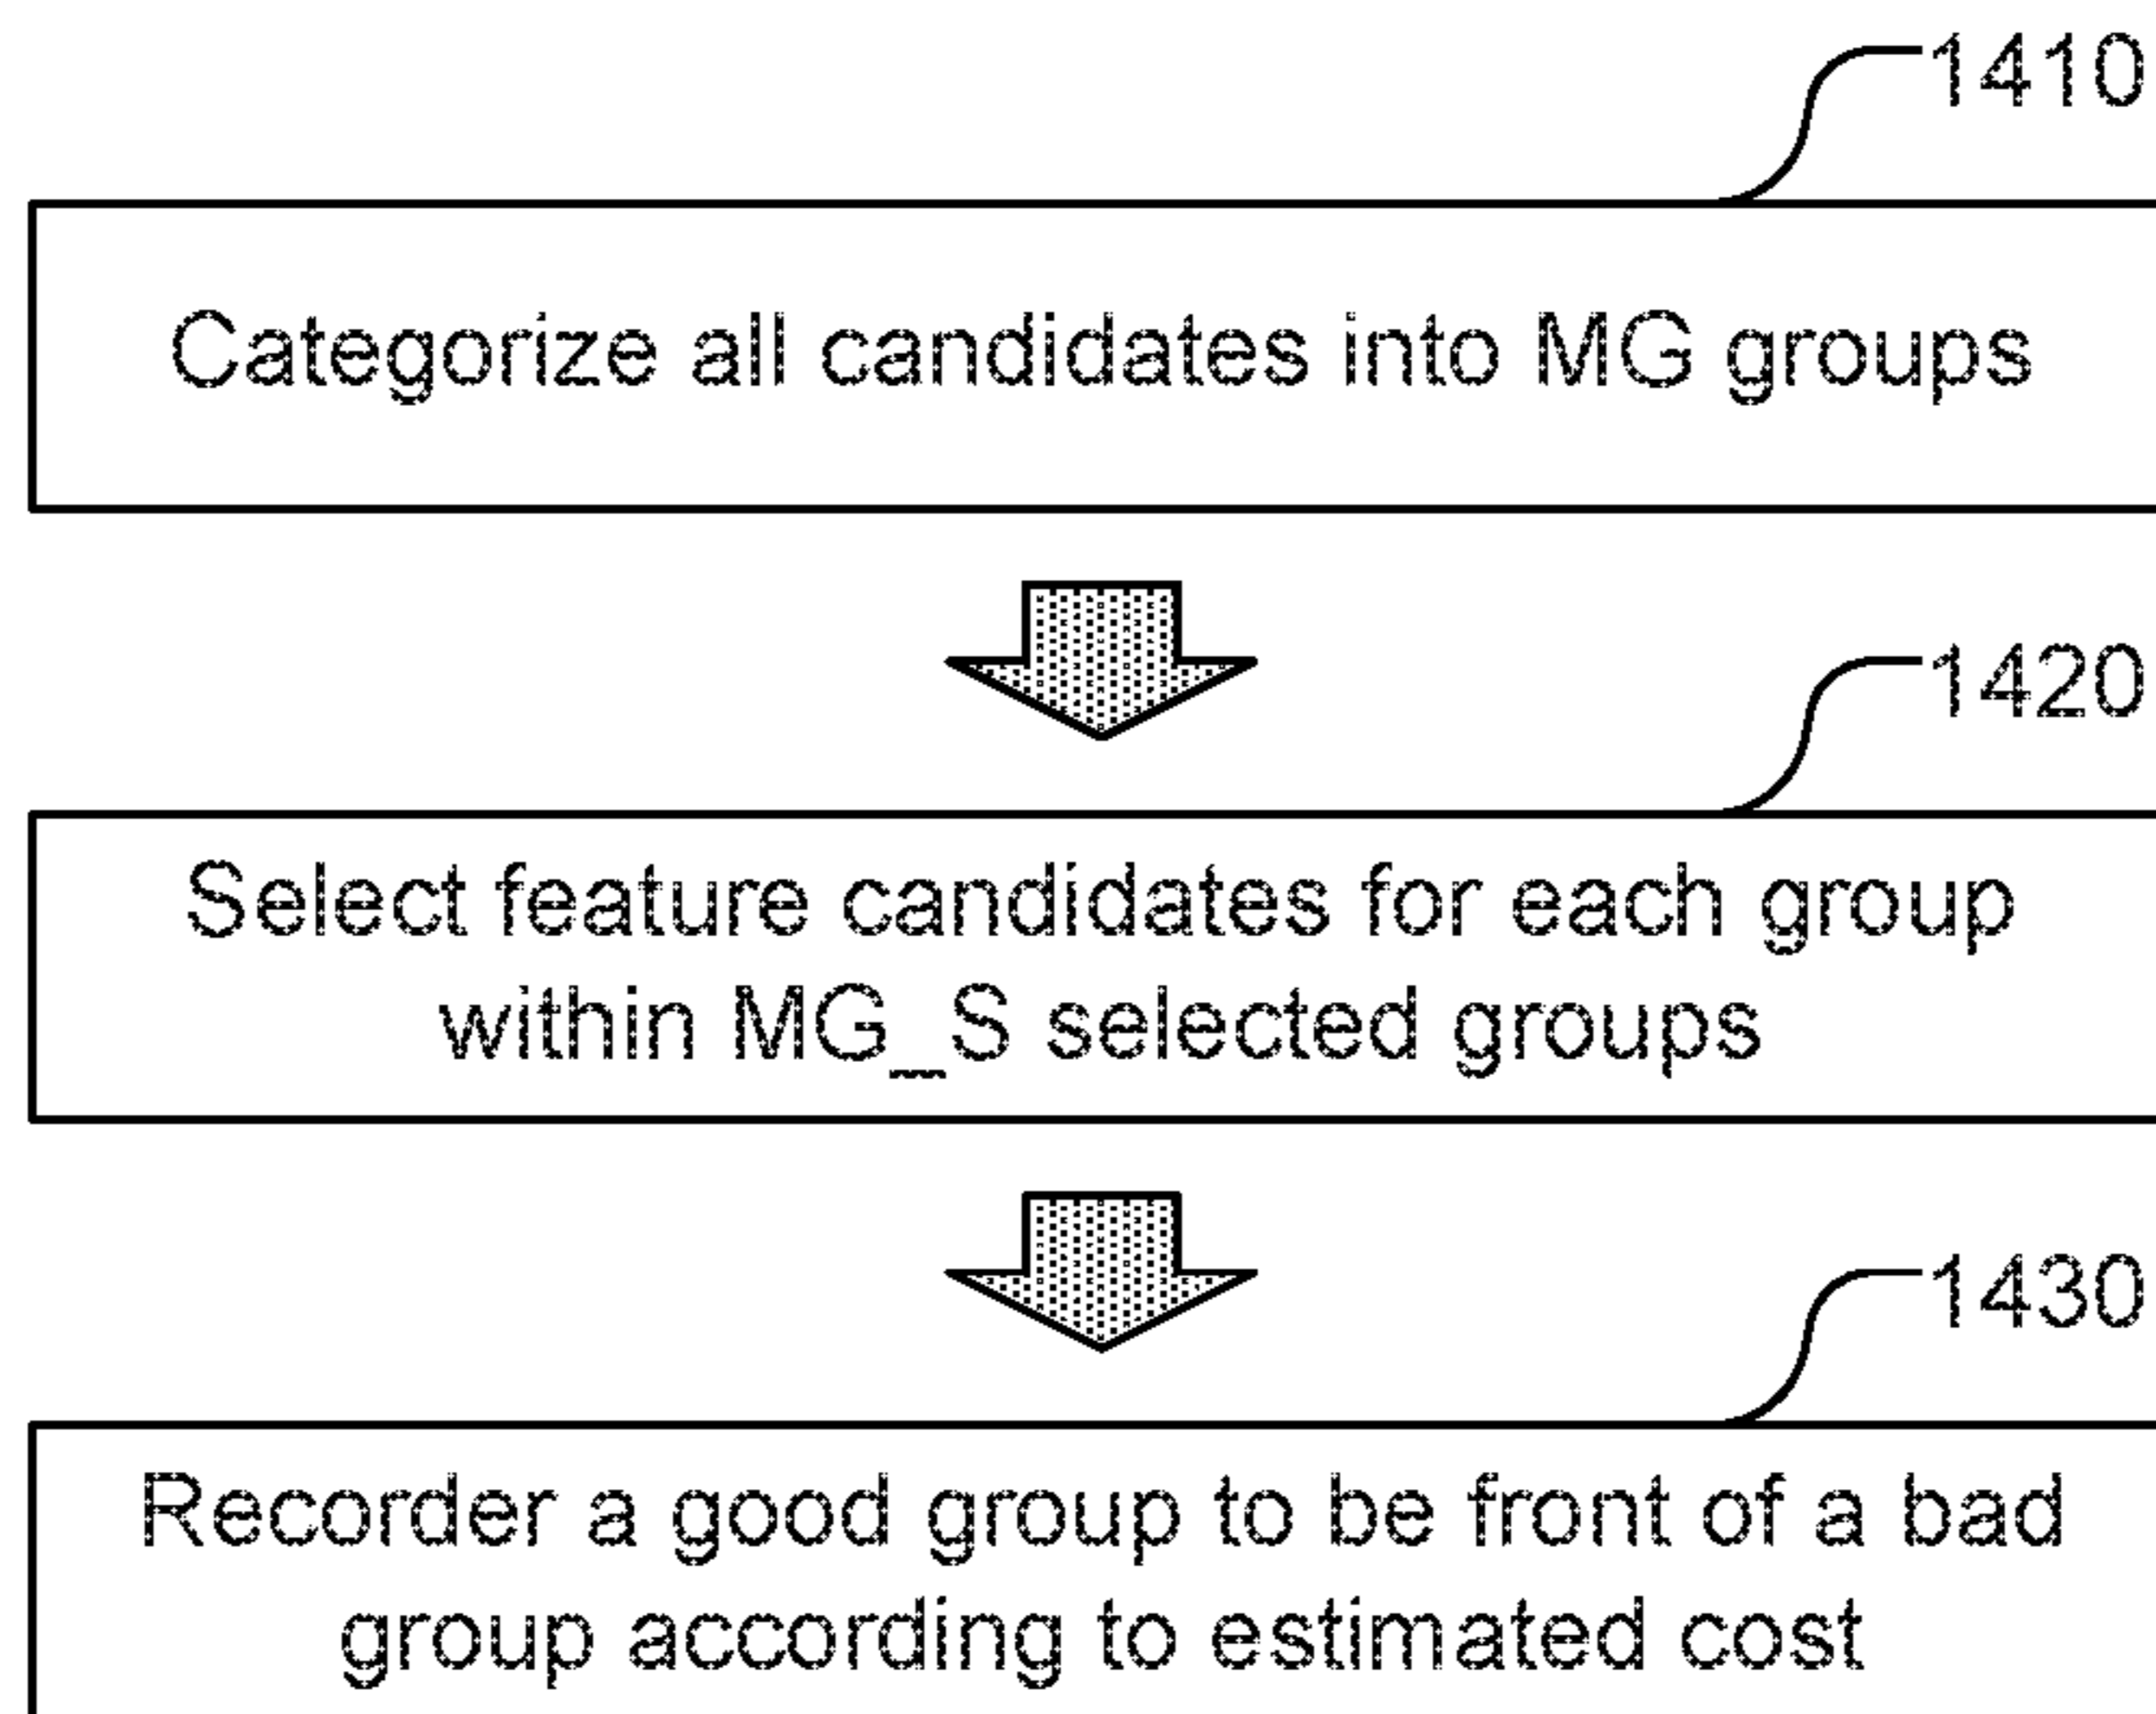 1410
Categorize all candidates into MG groups
1420
Select feature candidates for each group
within MG_S selected groups
1430
Recorder a good group to be front of a bad
group according to estimated cost